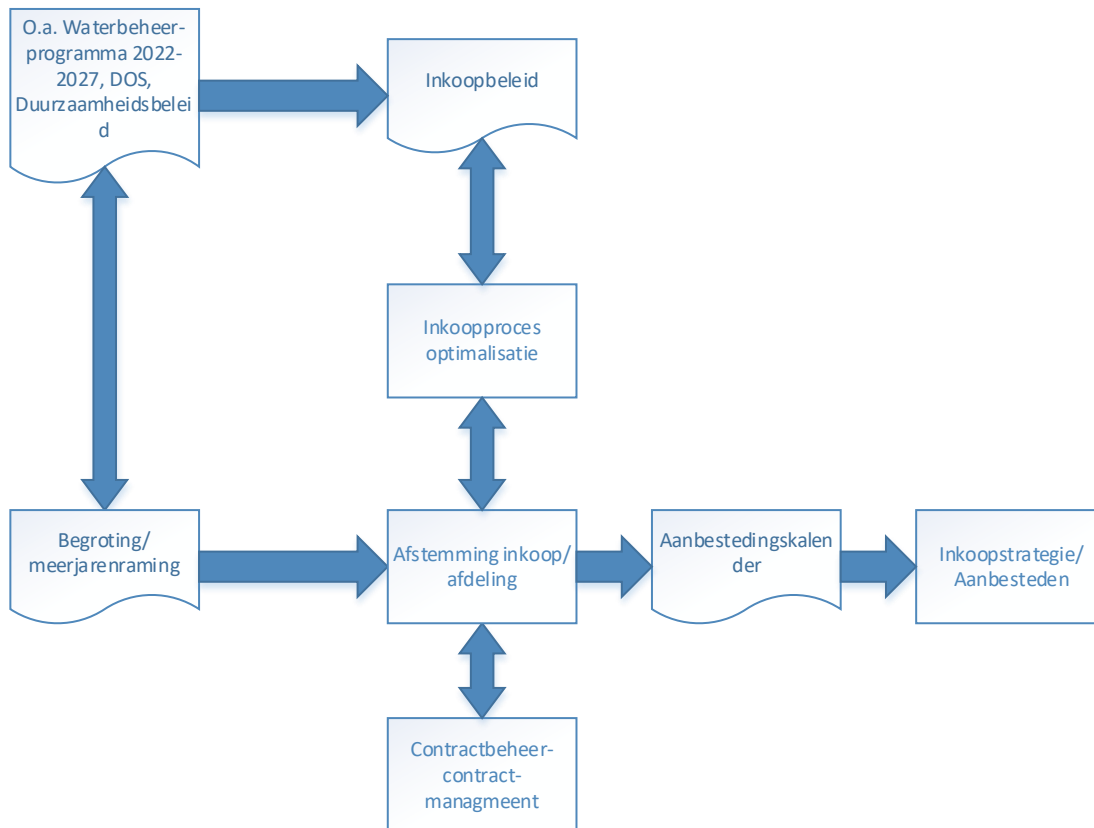 O.a. Waterbeheer-
programma 2022-
2027, DOS,
Duurzaamheidsbelei
d
Inkoopbeleid
Inkoopproces
optimalisatie
Begroting/
meerjarenraming
Afstemming inkoop/
afdeling
Aanbestedingskalen
der
Inkoopstrategie/
Aanbesteden
Contractbeheer-
contract-
managmeent